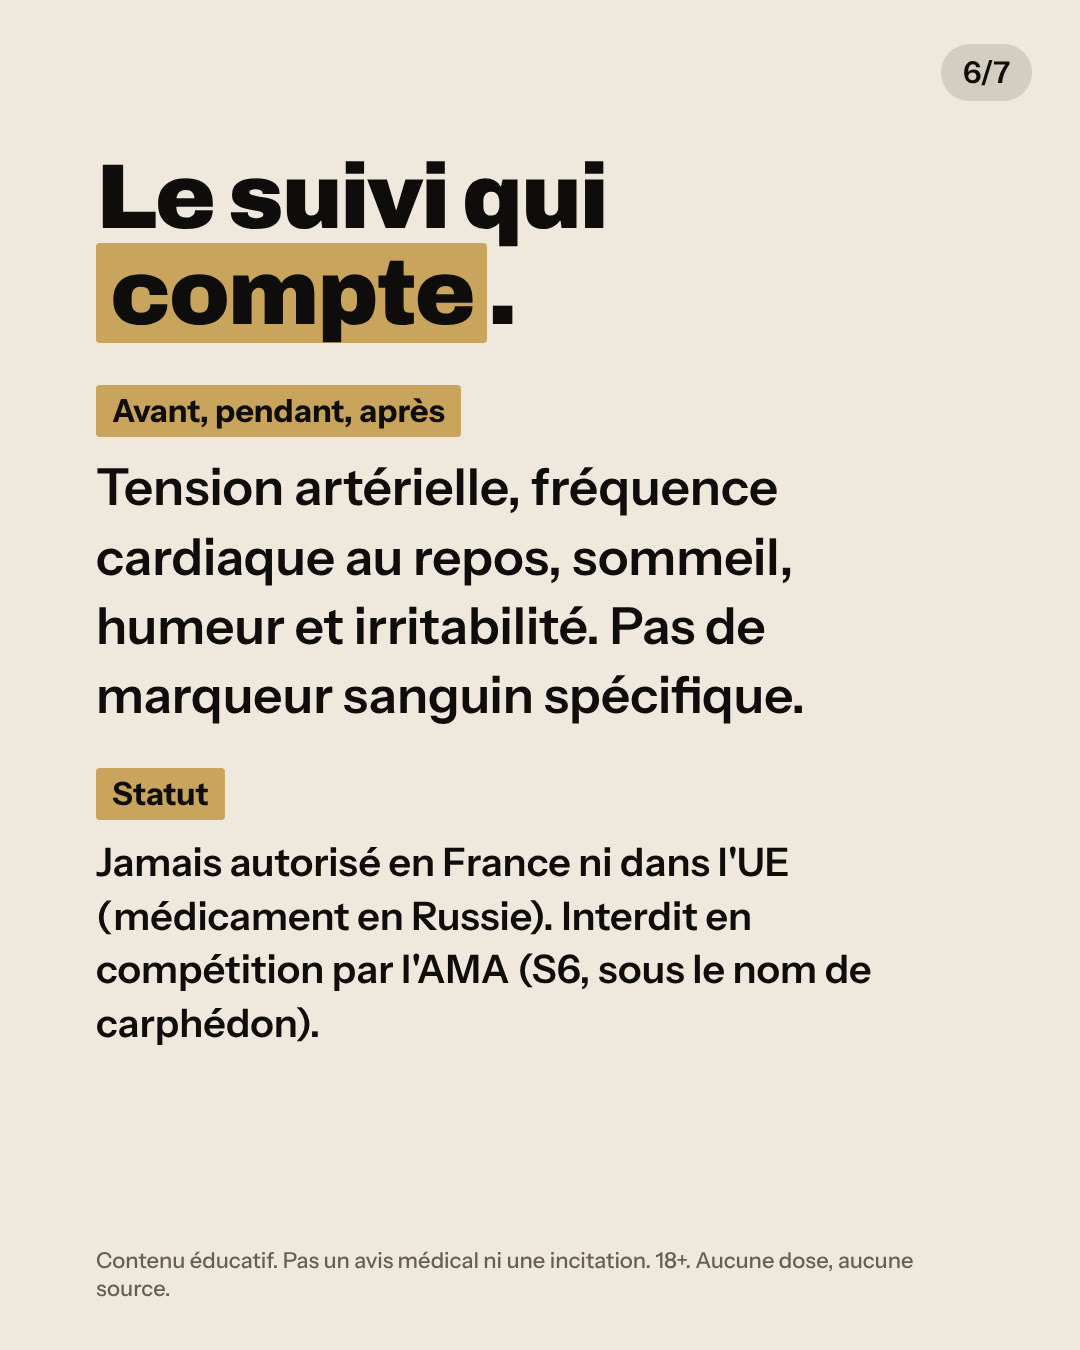 6/7
Le suivi qui
compte.
Avant, pendant, après
Tension artérielle, fréquence
cardiaque au repos, sommeil,
humeur et irritabilité. Pas de
marqueur sanguin spécifique.
Statut
Jamais autorisé en France ni dans l'UE
(médicament en Russie). Interdit en
compétition par l'AMA (S6, sous le nom de
carphédon).
Contenu éducatif. Pas un avis médical ni une incitation. 18+. Aucune dose, aucune
source.